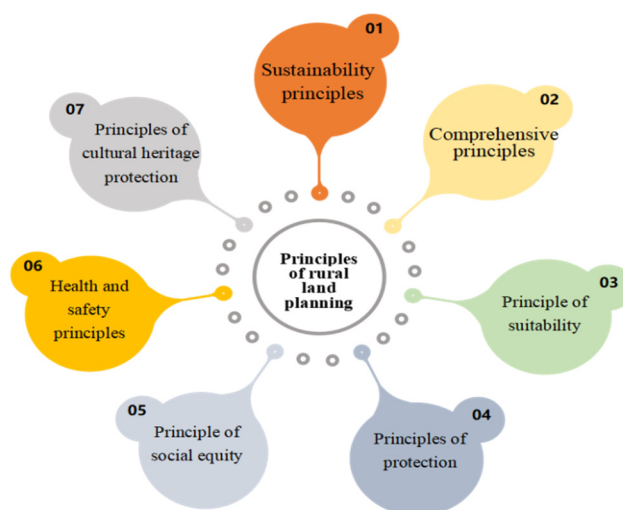 01
Sustainability
principles
02
Comprehensive
principles
03
Principle of
suitability
04
Principles of
protection
05
Principle of
social equity
06
Health and
safety
principles
07
Principles of
cultural heritage
protection
Principles
of rural
land
planning